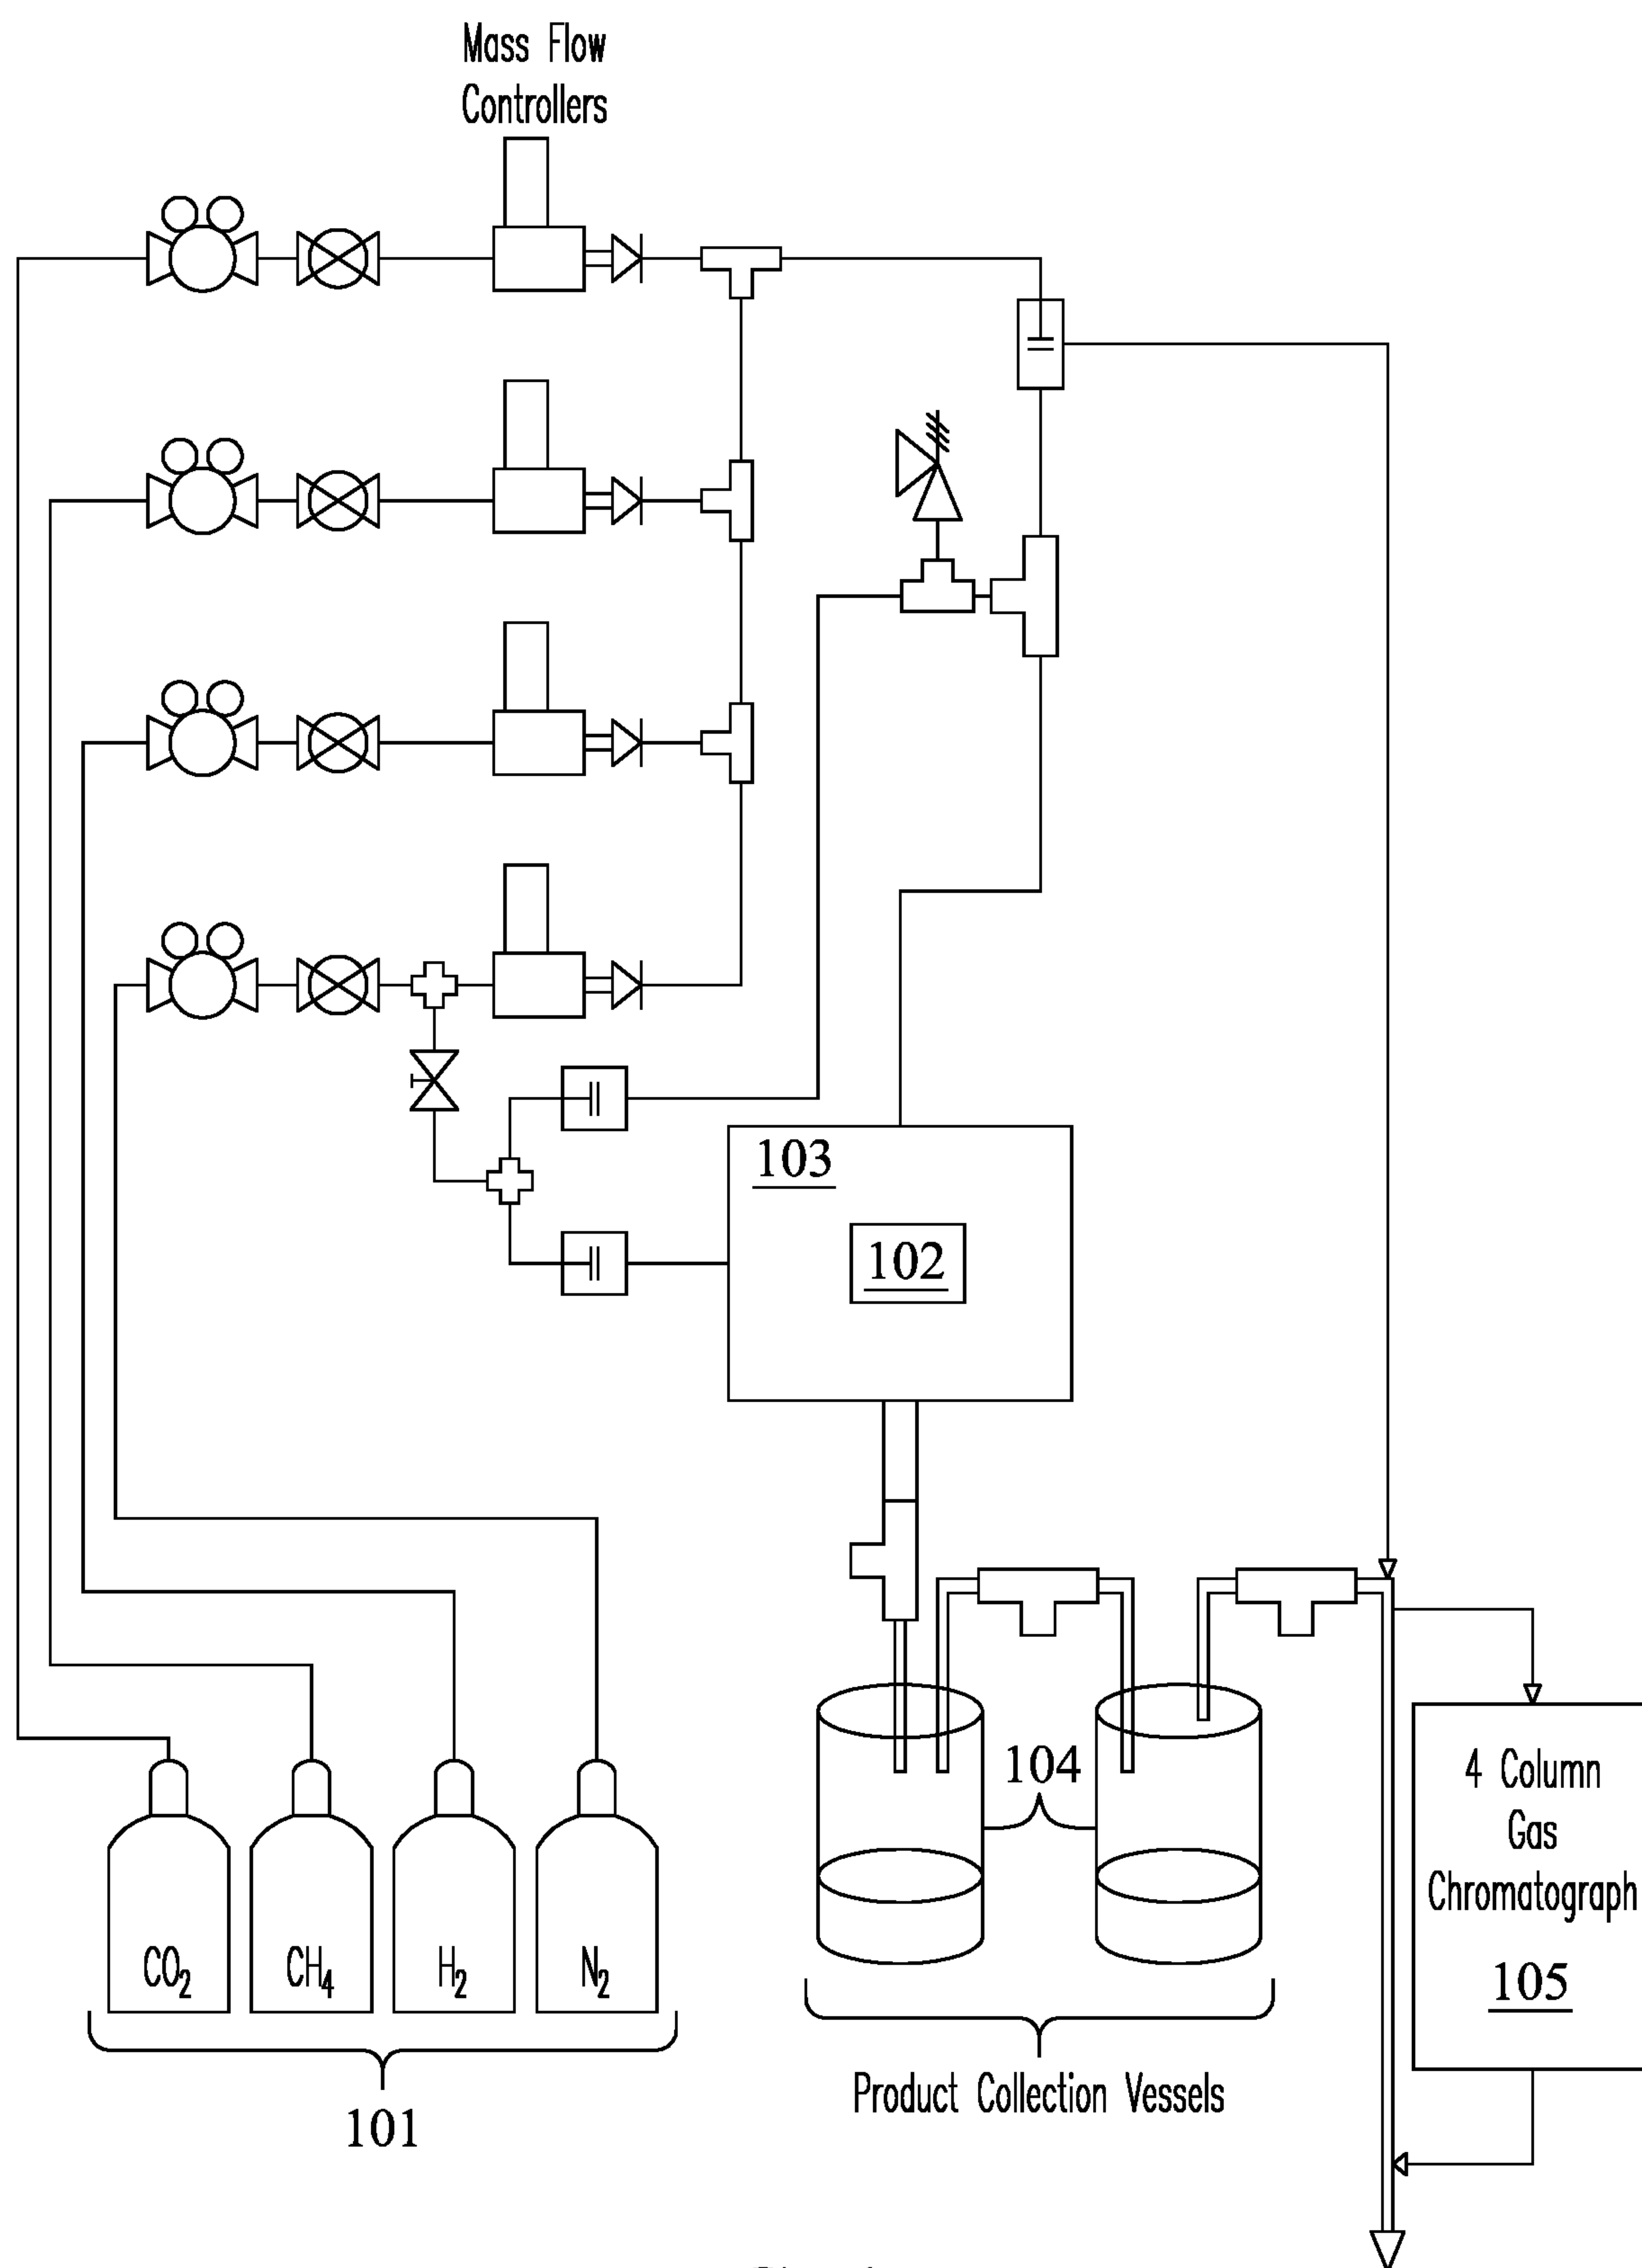 Mass Flow
Controllers
103
102
104
4 Column
Gas
Chromatograph
105
CO₂
CH₄
H₂
N₂
101
Product Collection Vessels